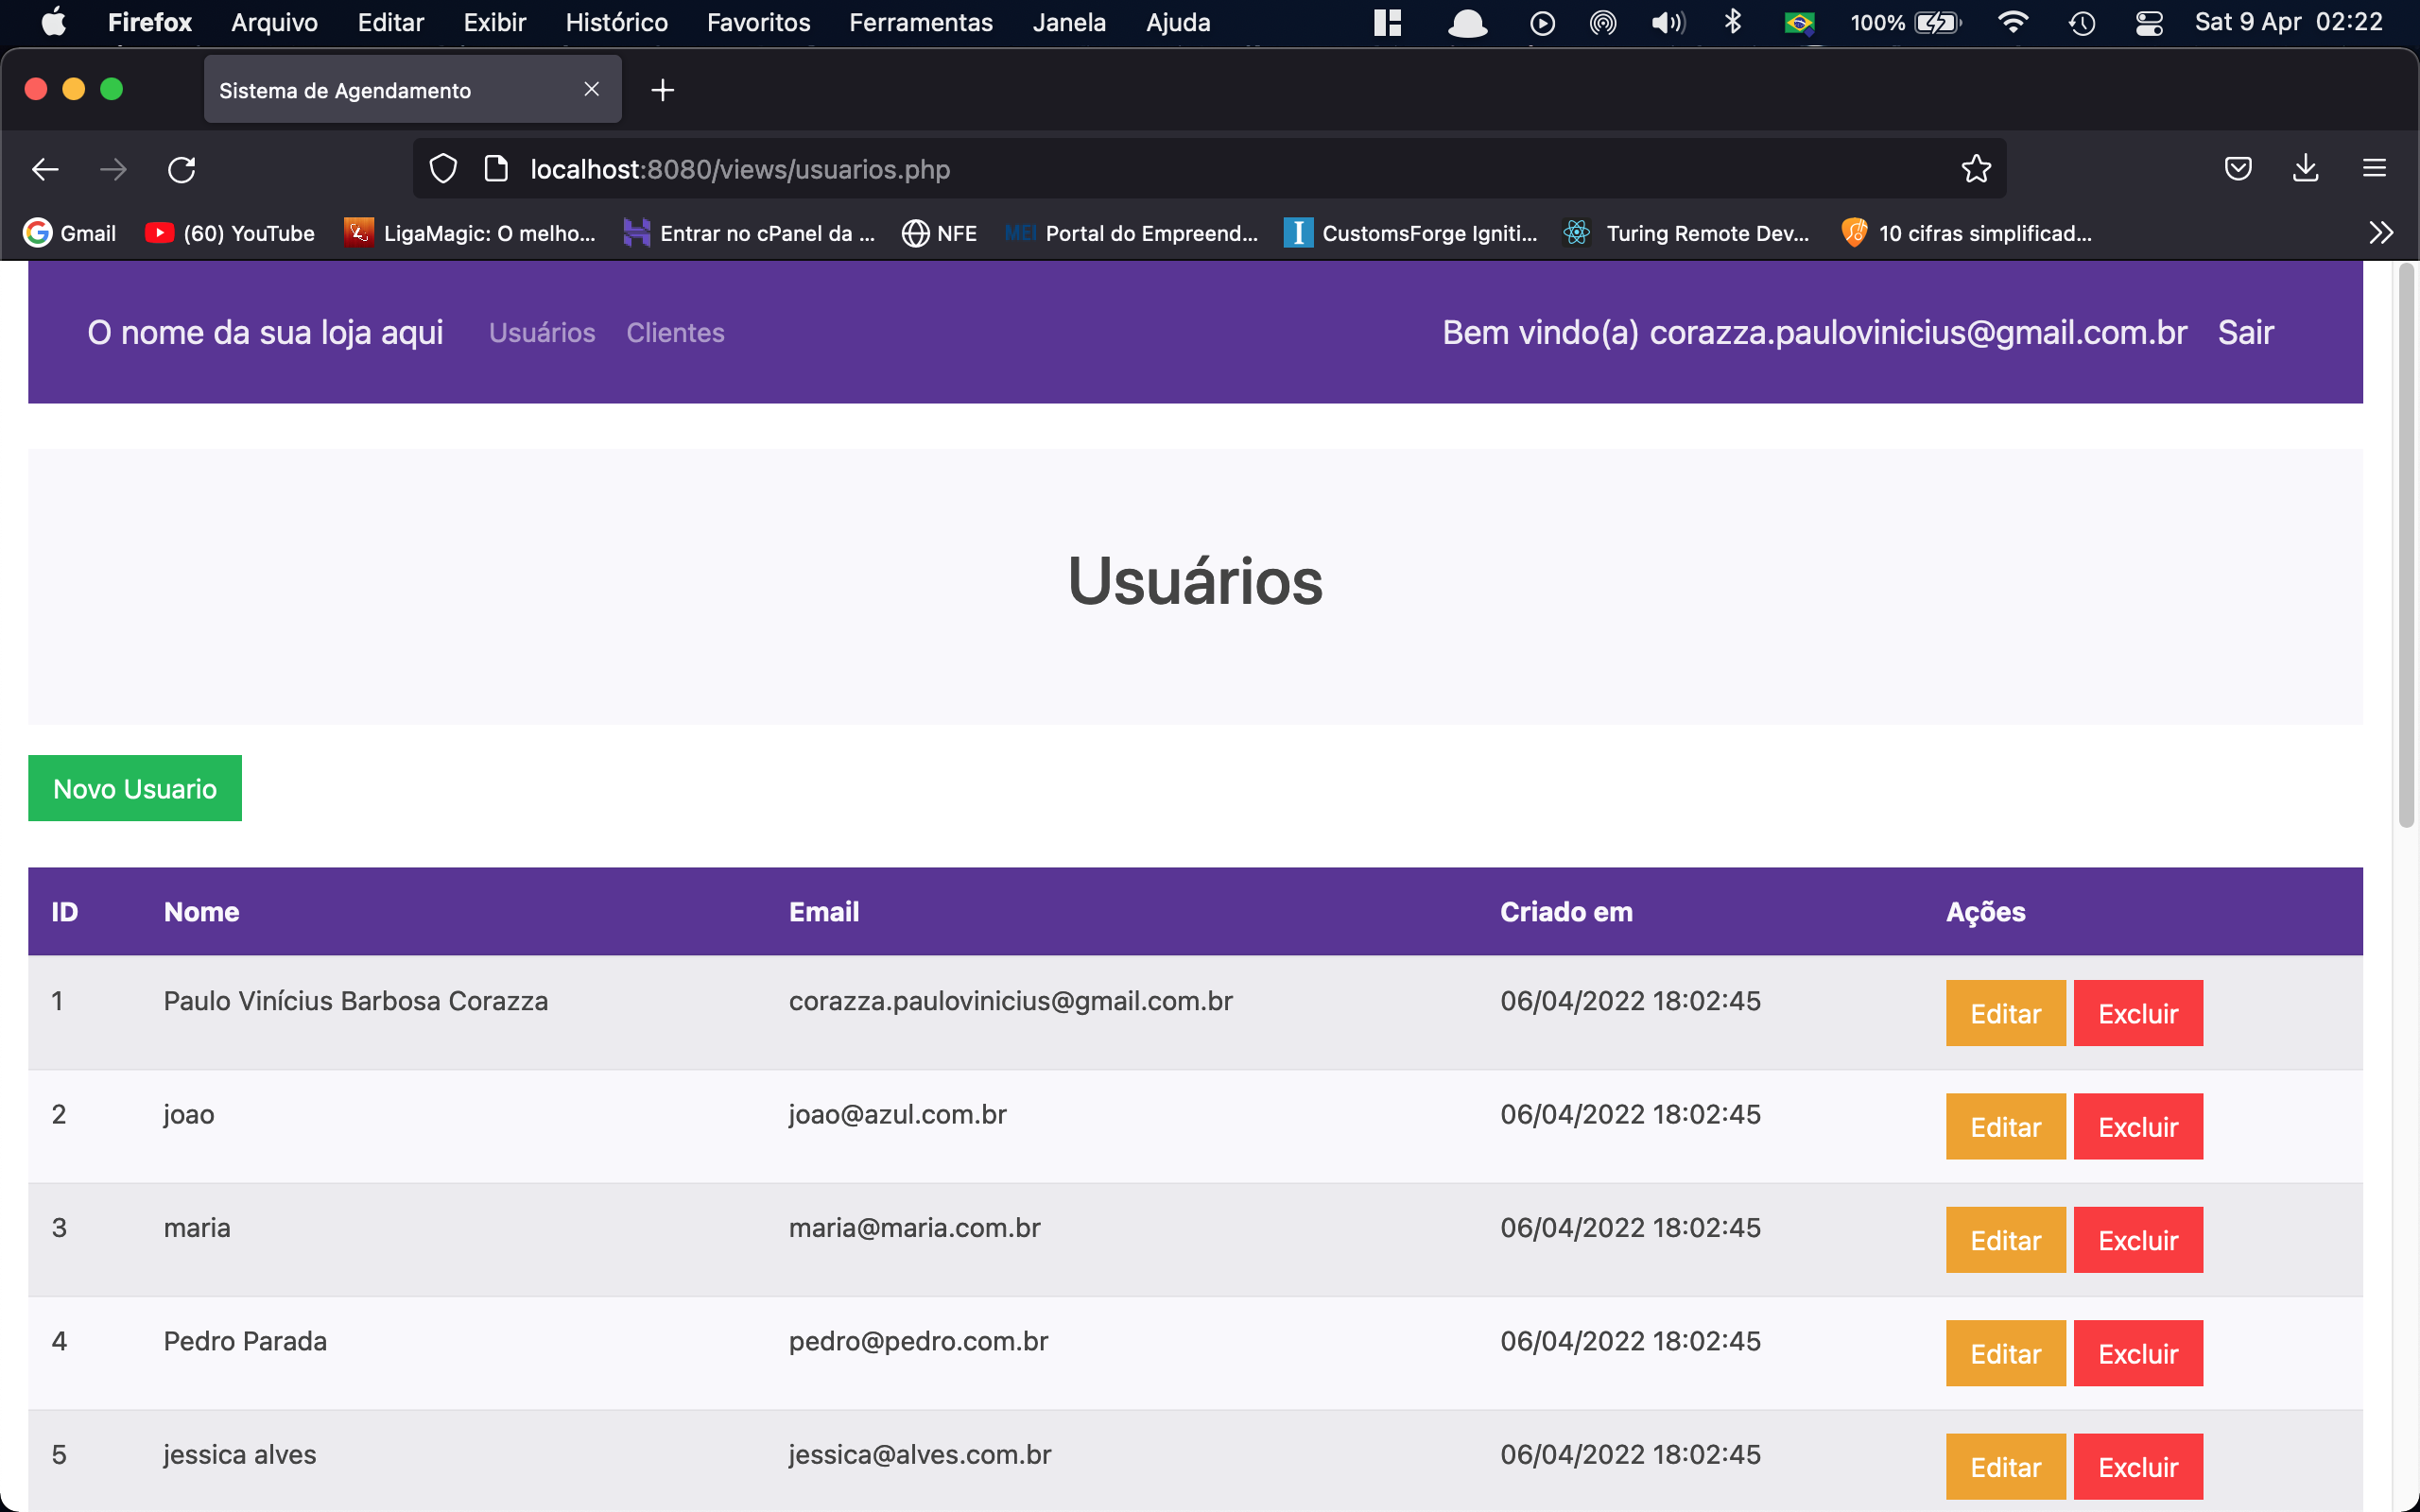 Firefox Arquivo Editar Exibir Histórico Favoritos Ferramentas Janela Ajuda 100% Sat 9 Apr 02:22
Sistema de Agendamento
localhost:8080/views/usuarios.php
Gmail (60) YouTube LigaMagic: O melho... Entrar no cPanel da ... NFE MEI Portal do Empreend... CustomsForge Igniti... Turing Remote Dev... 10 cifras simplificad...
O nome da sua loja aqui Usuários Clientes Bem vindo(a) corazza.paulovinicius@gmail.com.br Sair
Usuários
Novo Usuario
ID Nome Email Criado em Ações
1 Paulo Vinícius Barbosa Corazza corazza.paulovinicius@gmail.com.br 06/04/2022 18:02:45 Editar Excluir
2 joao joao@azul.com.br 06/04/2022 18:02:45 Editar Excluir
3 maria maria@maria.com.br 06/04/2022 18:02:45 Editar Excluir
4 Pedro Parada pedro@pedro.com.br 06/04/2022 18:02:45 Editar Excluir
5 jessica alves jessica@alves.com.br 06/04/2022 18:02:45 Editar Excluir